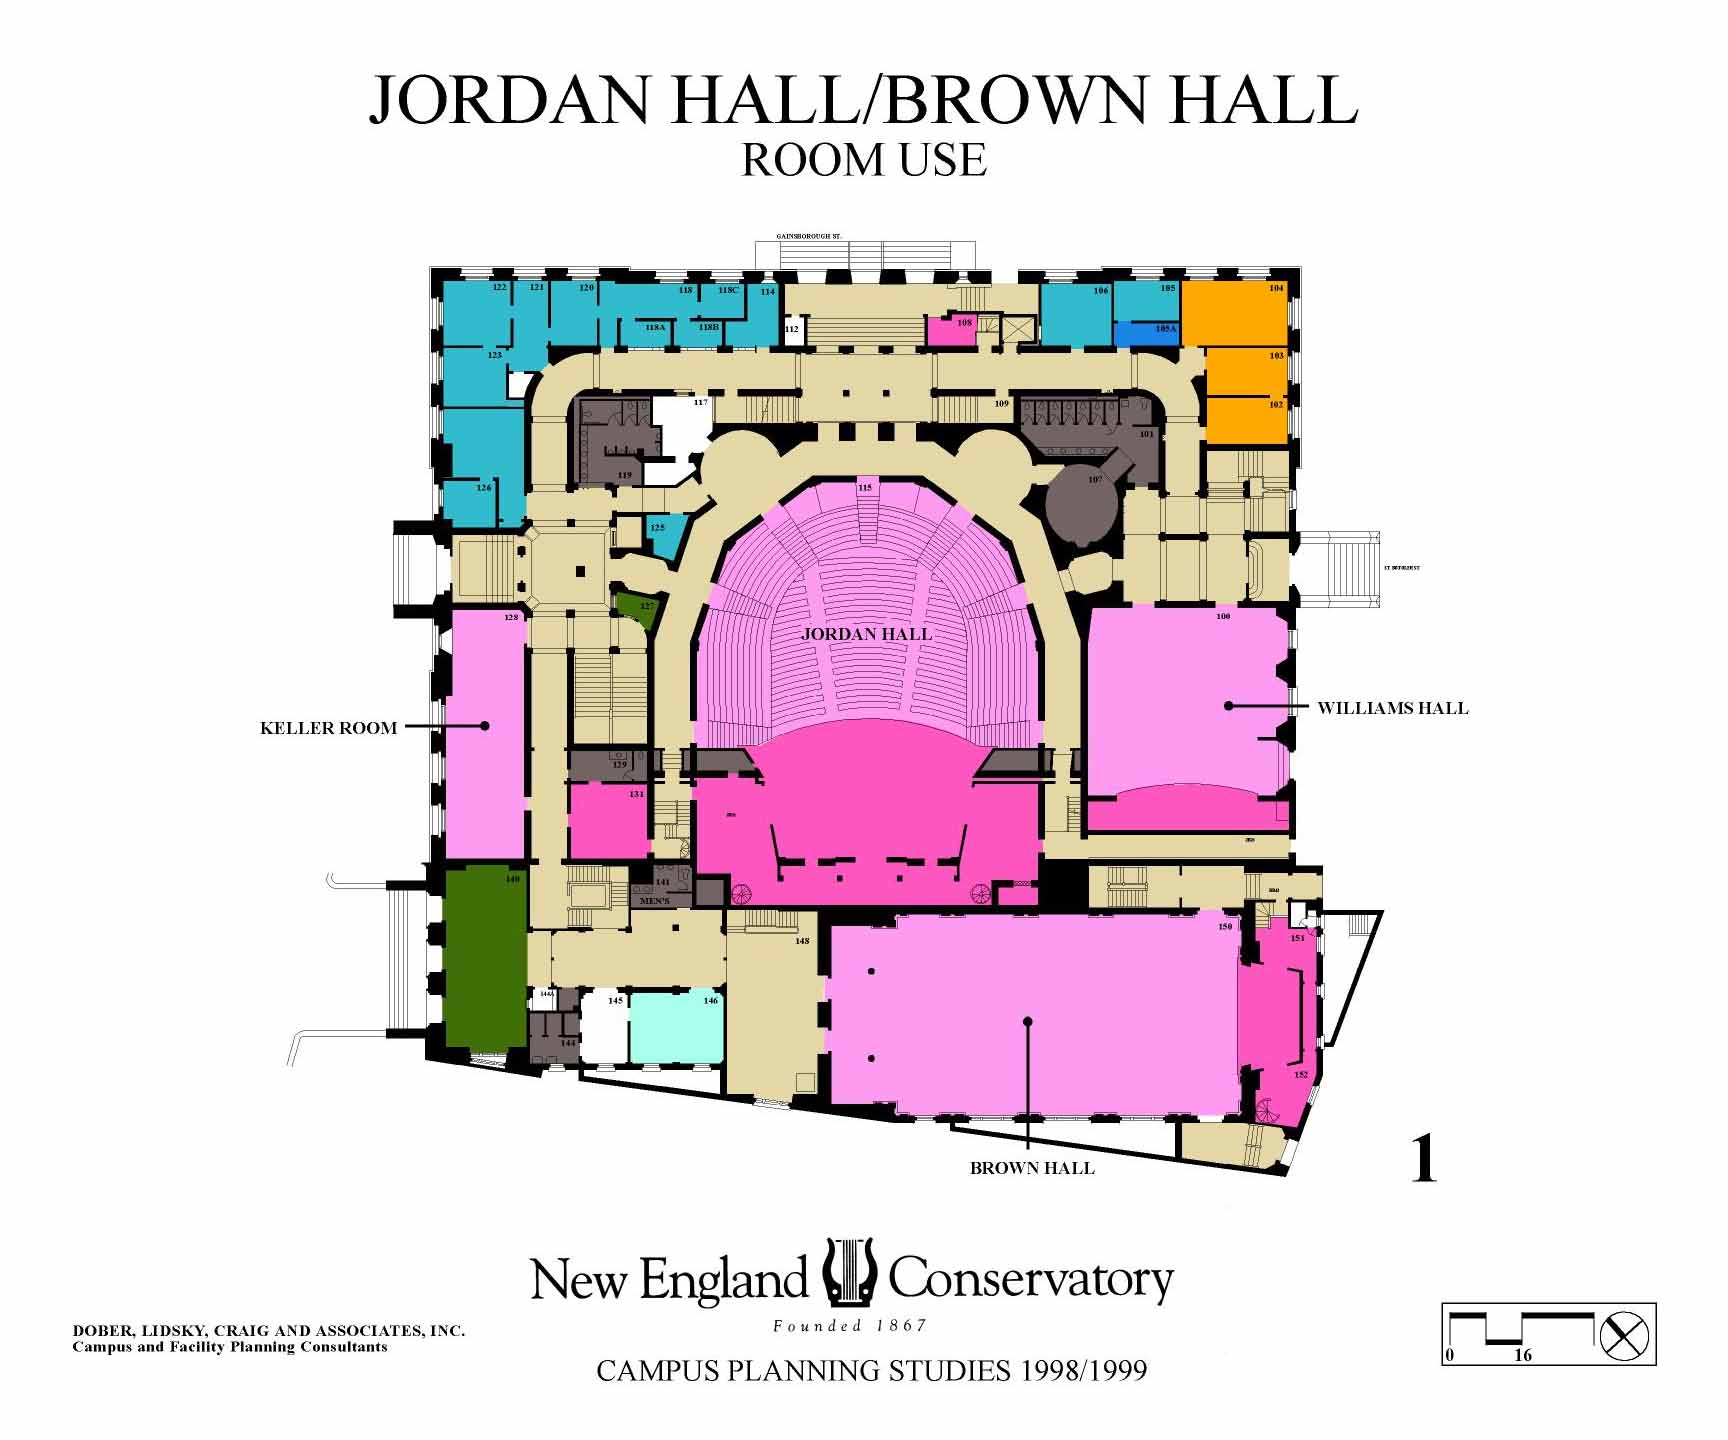 JORDAN HALL/BROWN HALL
ROOM USE
GAINSBOROUGH ST.
122
121
120
118
118C
114
106
105
104
118A
118B
112
108
105A
123
103
117
109
102
101
119
107
126
115
125
ST BOTOLPH ST
127
128
100
JORDAN HALL
KELLER ROOM
WILLIAMS HALL
129
131
140
141
MEN'S
148
150
151
144A
145
146
144
152
BROWN HALL
1
New England Conservatory
Founded 1867
DOBER, LIDSKY, CRAIG AND ASSOCIATES, INC.
Campus and Facility Planning Consultants
CAMPUS PLANNING STUDIES 1998/1999
0 16